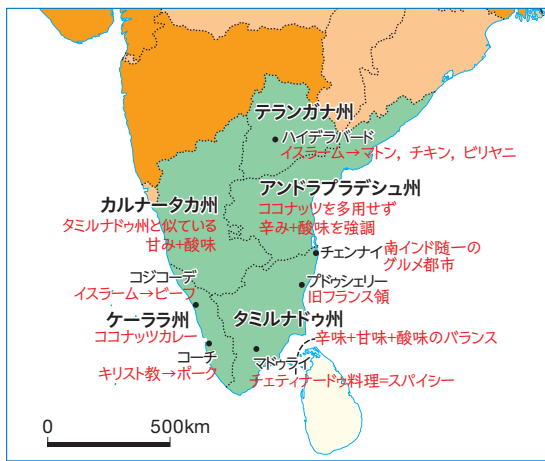 テランガナ州
ハイデラバード
イスラーム→マトン, チキン, ビリヤニ
カルナータカ州
タミルナドゥ州と似ている
甘み+酸味
アンドラプラデシュ州
ココナッツを多用せず
辛み+酸味を強調
チェンナイ
南インド随一の
グルメ都市
コジコーデ
イスラーム→ビーフ
プドゥシェリー
旧フランス領
ケーララ州
ココナッツカレー
タミルナドゥ州
辛味+甘味+酸味のバランス
コーチ
キリスト教→ポーク
マドゥライ
チェティナードゥ料理=スパイシー
0 500km